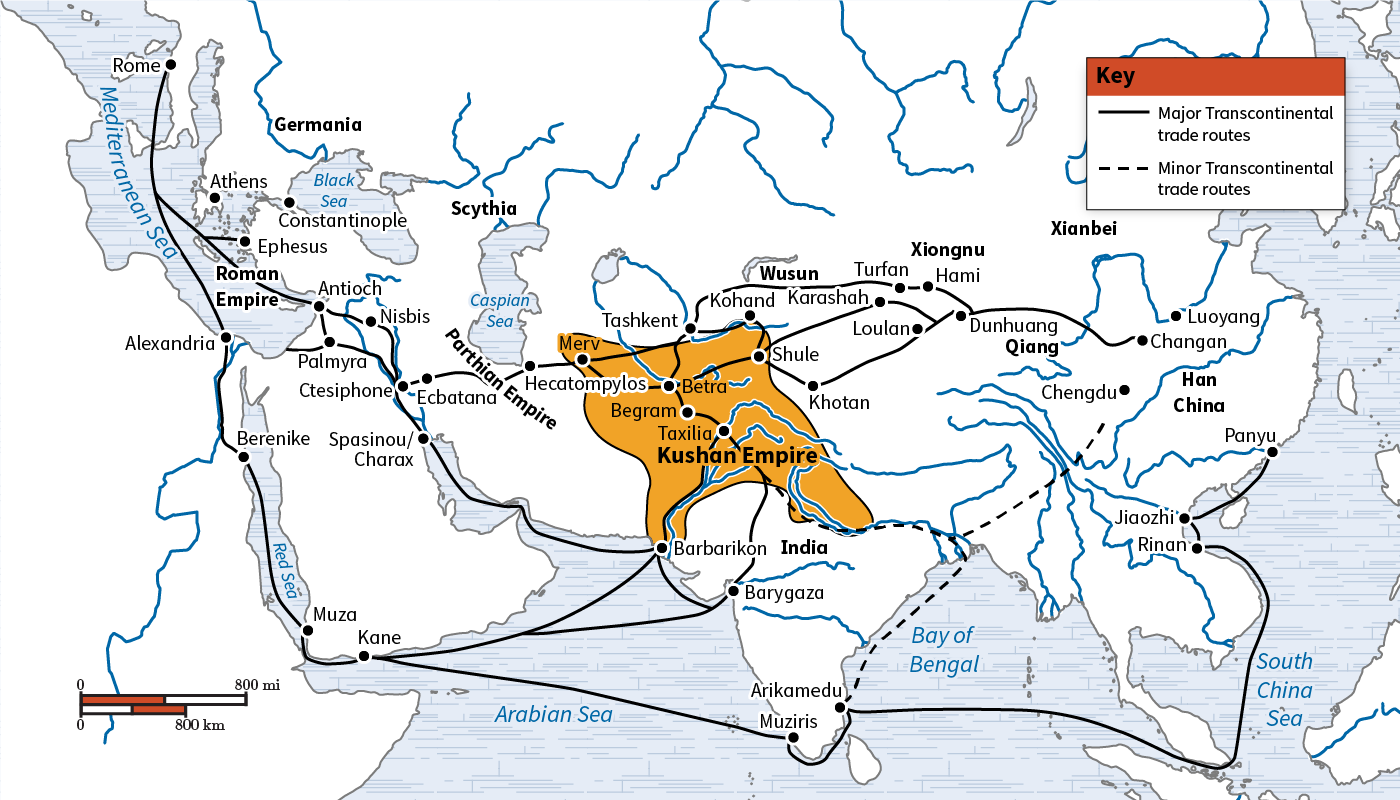 Key
Major Transcontinental
trade routes
Minor Transcontinental
trade routes
Rome
Mediterranean Sea
Germania
Athens
Black
Sea
Constantinople
Ephesus
Scythia
Roman
Empire
Antioch
Nisbis
Alexandria
Palmyra
Ctesiphone
Ecbatana
Caspian
Sea
Parthian Empire
Hecatompylos
Merv
Tashkent
Kohand
Wusun
Karashah
Turfan
Xiongnu
Hami
Xianbei
Loulan
Dunhuang
Qiang
Luoyang
Changan
Shule
Khotan
Betra
Begram
Taxilia
Kushan Empire
Chengdu
Han
China
Panyu
Berenike
Spasinou/
Charax
Jiaozhi
Rinan
Barbarikon
India
Barygaza
Red Sea
Muza
Kane
Bay of
Bengal
South
China
Sea
Arikamedu
Muziris
Arabian Sea
0
800 mi
0
800 km